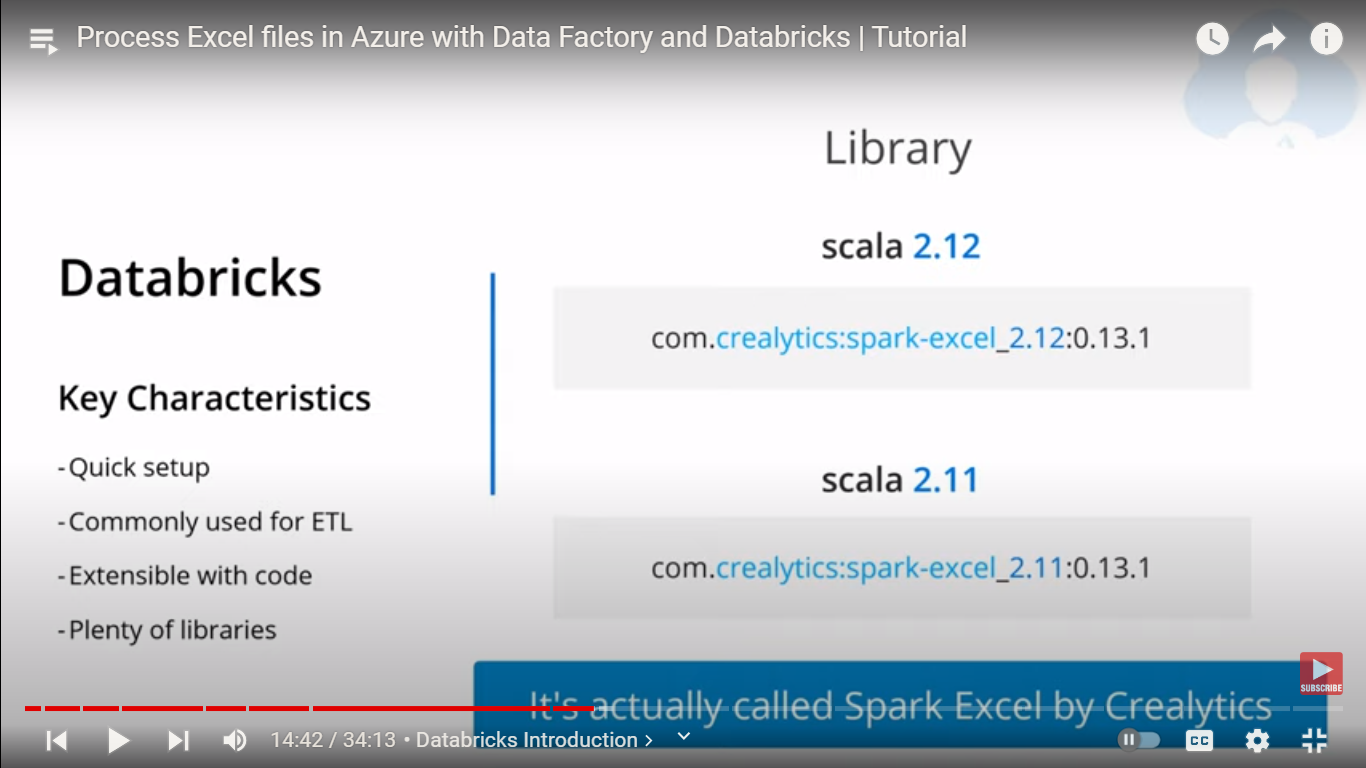 Process Excel files in Azure with Data Factory and Databricks | Tutorial
Databricks
Key Characteristics
-Quick setup
-Commonly used for ETL
-Extensible with code
-Plenty of libraries
Library
scala 2.12
com.crealytics:spark-excel_2.12:0.13.1
scala 2.11
com.crealytics:spark-excel_2.11:0.13.1
It's actually called Spark Excel by Crealytics
SUBSCRIBE
14:42 / 34:13 • Databricks Introduction
CC